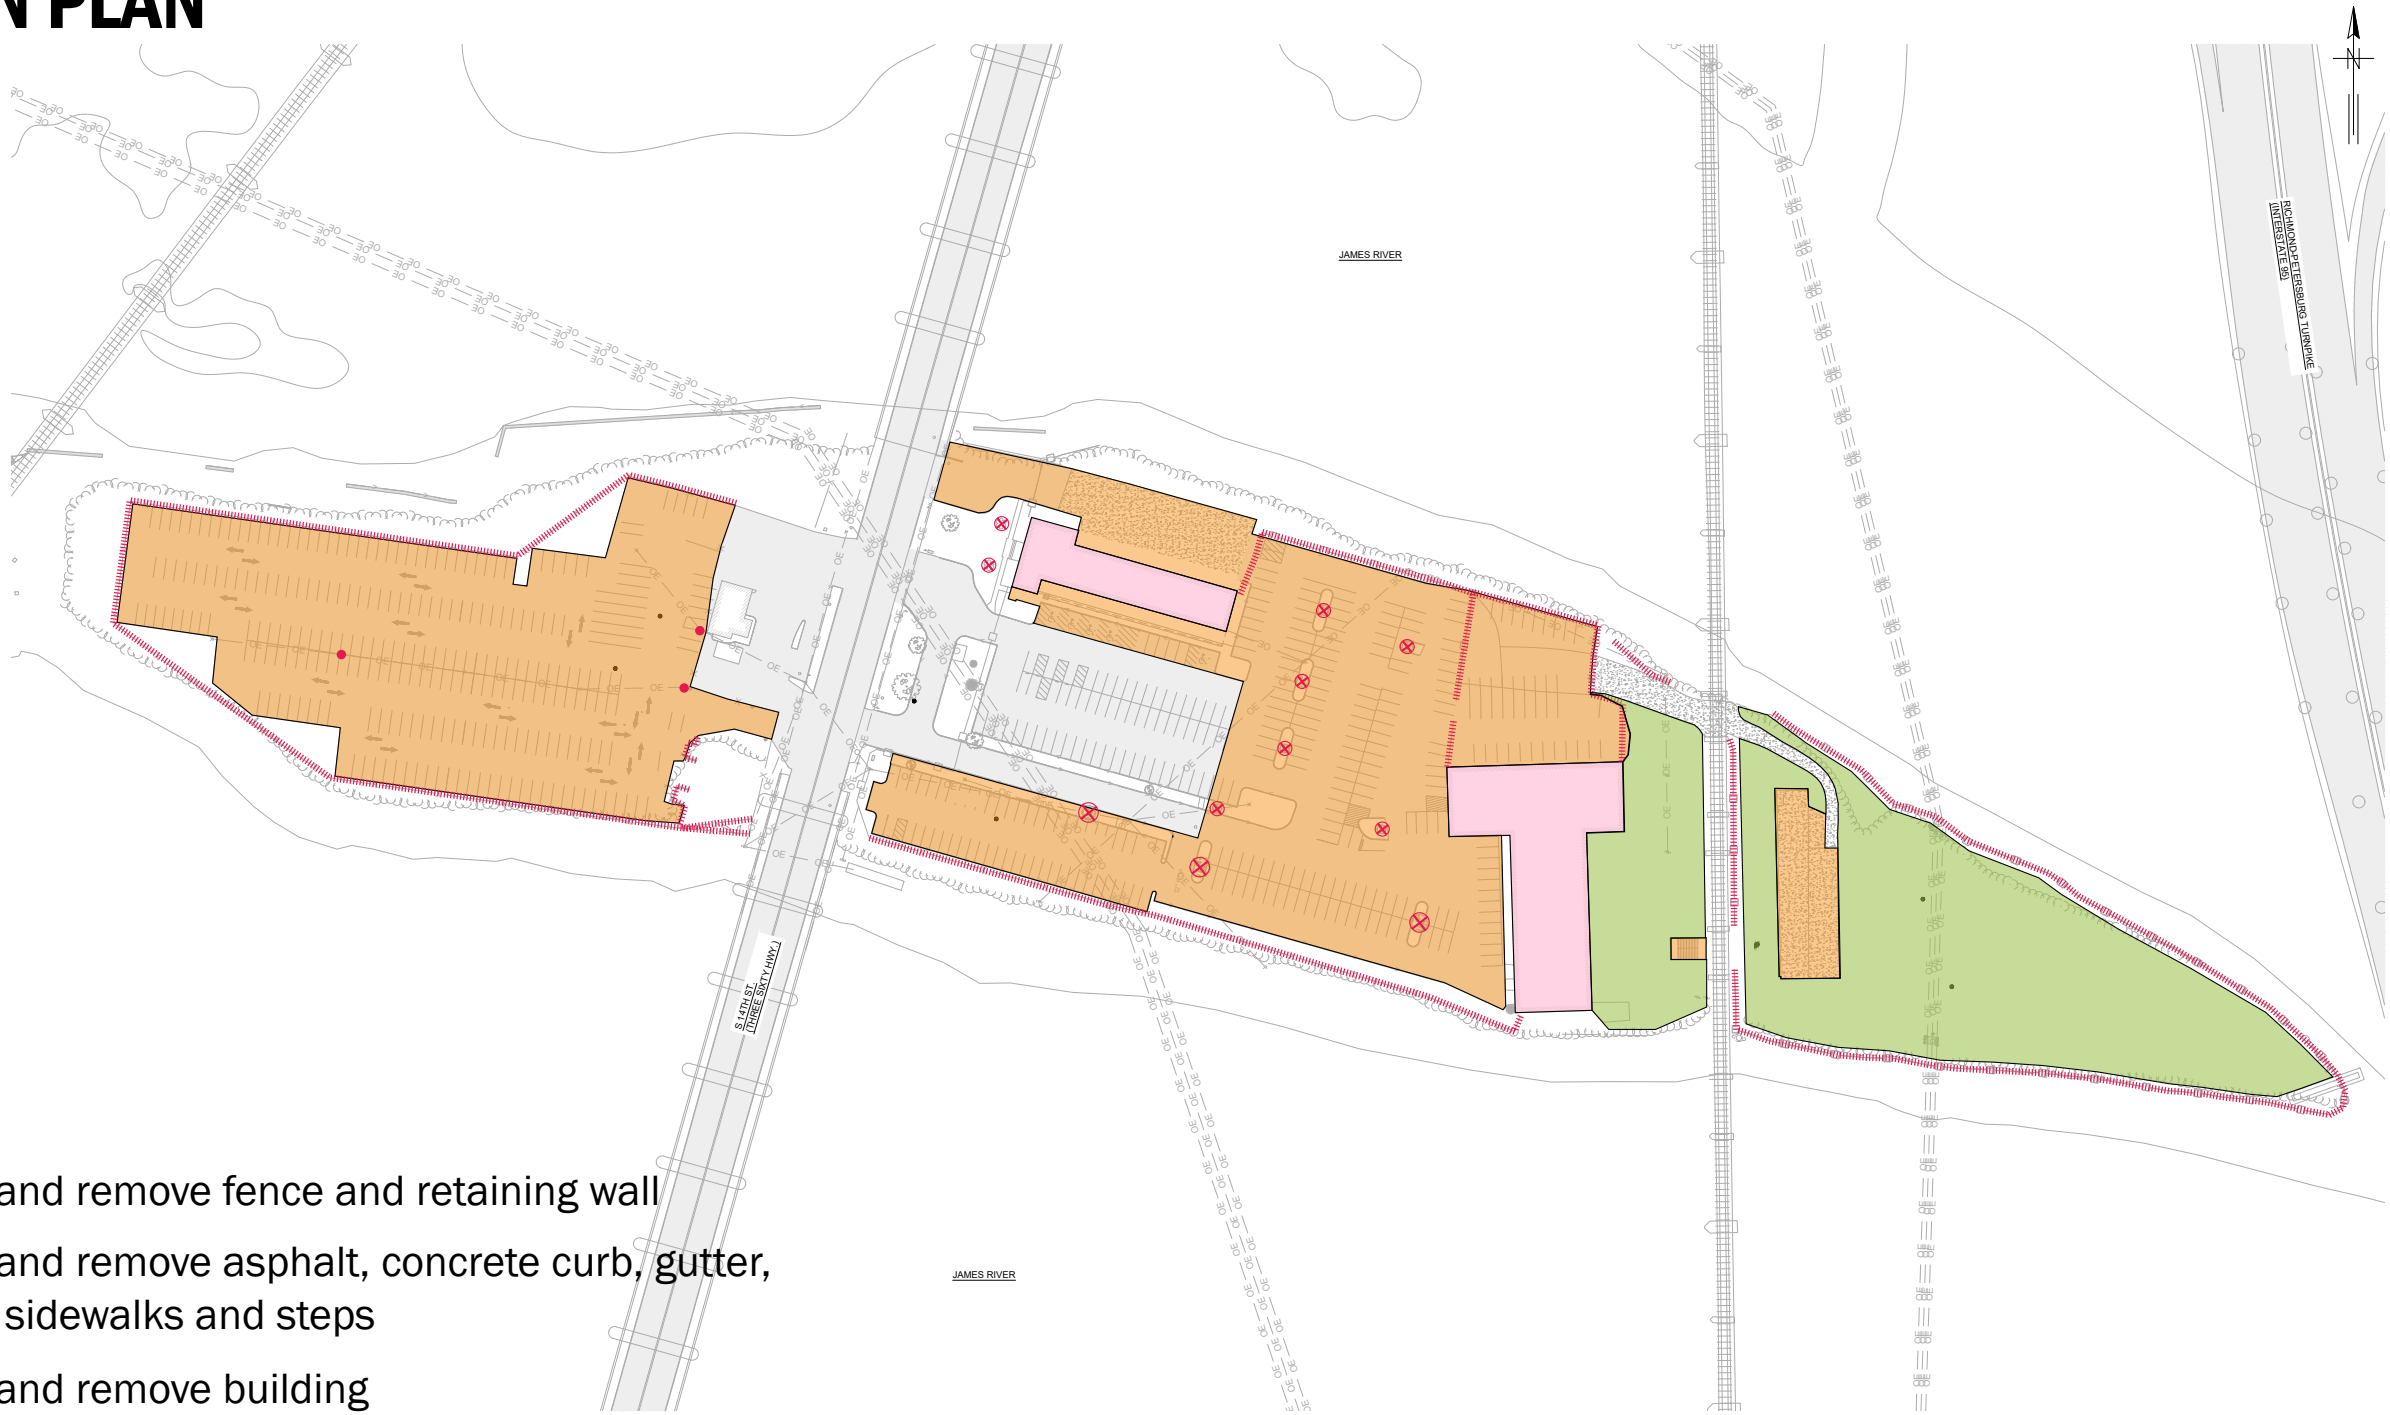 N PLAN
N
JAMES RIVER
RICHMOND-PETERSBURG TURNPIKE
(INTERSTATE 95)
S 14TH ST.
(THREE SIXTY HWY.)
JAMES RIVER
and remove fence and retaining wall
and remove asphalt, concrete curb, gutter,
sidewalks and steps
and remove building